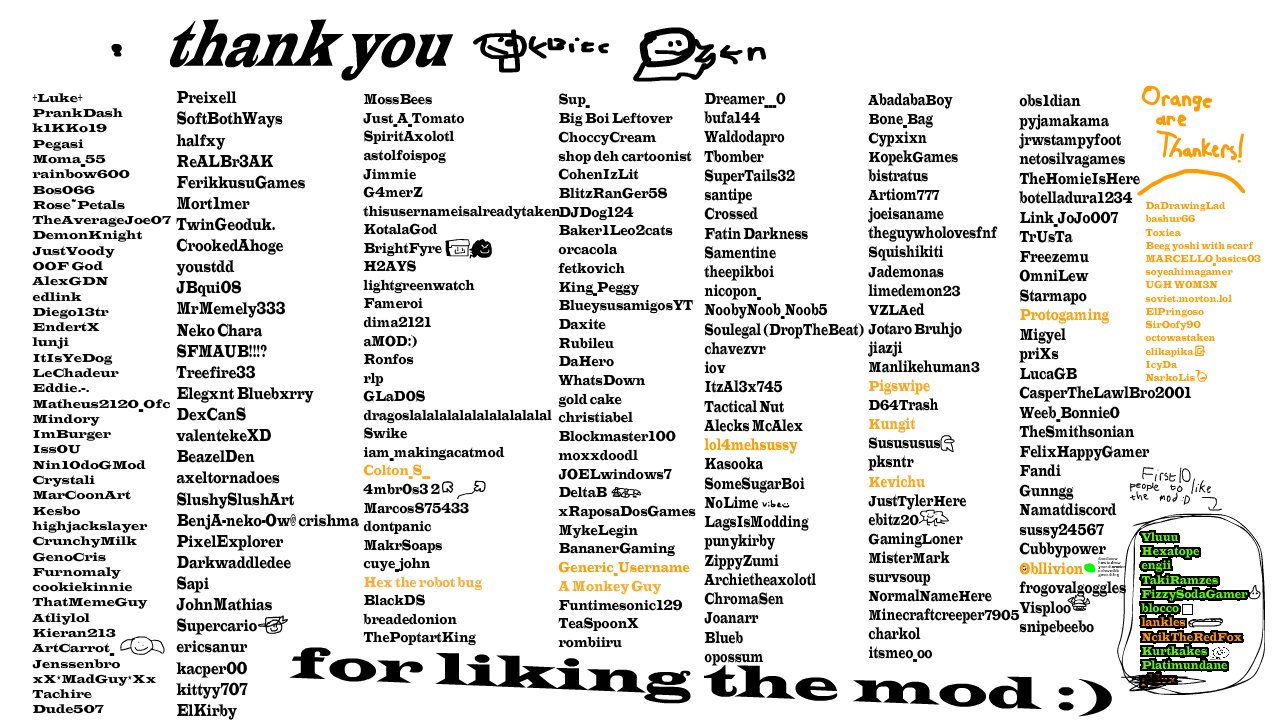 thank you
†Luke†
PrankDash
k1KKo19
Pegasi
Moma_55
rainbow600
Bos066
Rose~Petals
TheAverageJoe07
DemonKnight
JustVoody
OOF God
AlexGDN
edlink
Diego13tr
EndertX
lunji
ItIsYeDog
LeChadeur
Eddie.-.
Matheus2120_Ofc
Mindory
ImBurger
Iss0U
Nin10doGMod
Crystali
MarCoonArt
Kesbo
highjackslayer
CrunchyMilk
GenoCris
Furnomaly
cookiekinnie
ThatMemeGuy
Atliylol
Kieran213
ArtCarrot_
Jenssenbro
xX*MadGuy*Xx
Tachire
Dude507
Preixell
SoftBothWays
halfxy
ReALBr3AK
FerikkusuGames
Mort1mer
TwinGeoduk.
CrookedAhoge
youstdd
JBqui0S
MrMemely333
Neko Chara
SFMAUB!!!?
Treefire33
Elegxnt Bluebxrry
DexCanS
valentekeXD
BeazelDen
axeltornadoes
SlushySlushArt
BenjA-neko-Ow@crishma
PixelExplorer
Darkwaddledee
Sapi
JohnMathias
Supercario
ericsanur
kacper00
kittyy707
ElKirby
MossBees
Just_A_Tomato
SpiritAxolotl
astolfoispog
Jimmie
G4merZ
thisusernameisalreadytaken
KotalaGod
BrightFyre
H2AYS
lightgreenwatch
Fameroi
dima2121
aMOD:)
Ronfos
rlp
GLaD0S
dragoslalalalalalalalalalal
Swike
iam_makingacatmod
Colton_S_
4mbr0s3 2
Marcos875433
dontpanic
MakrSoaps
cuye_john
Hex the robot bug
BlackDS
breadedonion
ThePoptartKing
Sup_
Big Boi Leftover
ChoccyCream
shop deh cartoonist
CohenIzLit
BlitzRanGer58
DJDog124
Baker1Leo2cats
orcacola
fetkovich
King_Peggy
BlueysusamigosYT
Daxite
Rubileu
DaHero
WhatsDown
gold cake
christiabel
Blockmaster100
moxxdoodl
J0ELwindows7
DeltaB
xRaposaDosGames
MykeLegin
BananerGaming
Generic_Username
A Monkey Guy
Funtimesonic129
TeaSpoonX
rombiiru
Dreamer__0
bufa144
Waldodapro
Tbomber
SuperTails32
santipe
Crossed
Fatin Darkness
Samentine
theepikboi
nicopon_
NoobyNoob_Noob5
Soulegal (DropTheBeat)
chavezvr
iov
ItzAl3x745
Tactical Nut
Alecks McAlex
lol4mehsussy
Kasooka
SomeSugarBoi
NoLime
LagsIsModding
punykirby
ZippyZumi
Archietheaxolotl
ChromaSen
Joanarr
Blueb
opossum
AbadabaBoy
Bone_Bag
Cypxixn
KopekGames
bistratus
Artiom777
joeisaname
theguywholovesfnf
Squishikiti
Jademonas
limedemon23
VZLAed
Jotaro Bruhjo
jiazji
Manlikehuman3
Pigswipe
D64Trash
Kungit
Susususus
pksntr
Kevichu
JustTylerHere
ebitz20
GamingLoner
MisterMark
survsoup
NormalNameHere
Minecraftcreeper7905
charkol
itsmeo_oo
obs1dian
pyjamakama
jrwstampyfoot
netosilvagames
TheHomieIsHere
botelladura1234
Link_JoJo007
TrUsTa
Freezemu
OmniLew
Starmapo
Protogaming
Migyel
priXs
LucaGB
CasperTheLawlBro2001
Weeb_Bonnie0
TheSmithsonian
FelixHappyGamer
Fandi
Gunngg
Namatdiscord
sussy24567
Cubbypower
Oblivion
frogovalgoggles
Visploo
snipebeebo
Orange
are
Thankers!
DaDrawingLad
bashur66
Toxiea
Beeg yoshi with scarf
MARCELLO_basics03
soyeahimagamer
UGH W0M3N
soviet.morton.lol
ElPringoso
SirOofy90
octowastaken
elikapika
IcyDa
NarkoLis
First 10
people to like
the mod :D
Vluuu
Hexatope
engii
TakiRamzes
FizzySodaGamer
blocco
lankles
NcikTheRedFox
Kurtkakes
Platimundane
for liking the mod :)